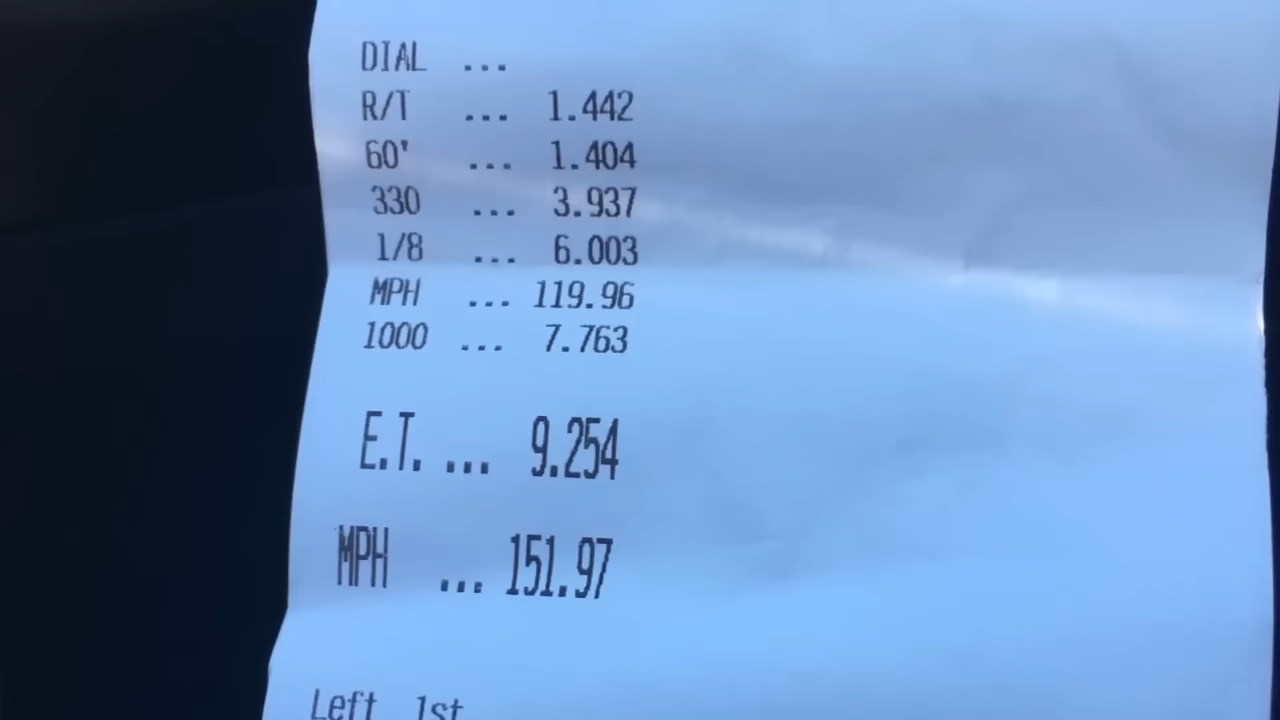 DIAL ...
R/T ... 1.442
60' ... 1.404
330 ... 3.937
1/8 ... 6.003
MPH ... 119.96
1000 ... 7.763
E.T. ... 9.254
MPH ... 151.97
Left 1st